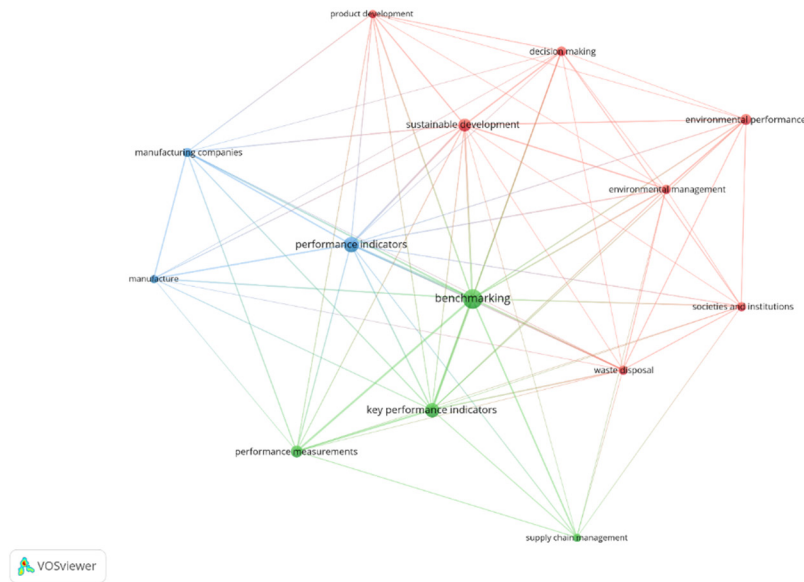 product development
decision making
environmental performance
sustainable development
manufacturing companies
environmental management
performance indicators
manufacture
benchmarking
societies and institutions
waste disposal
key performance indicators
performance measurements
supply chain management
VOSviewer